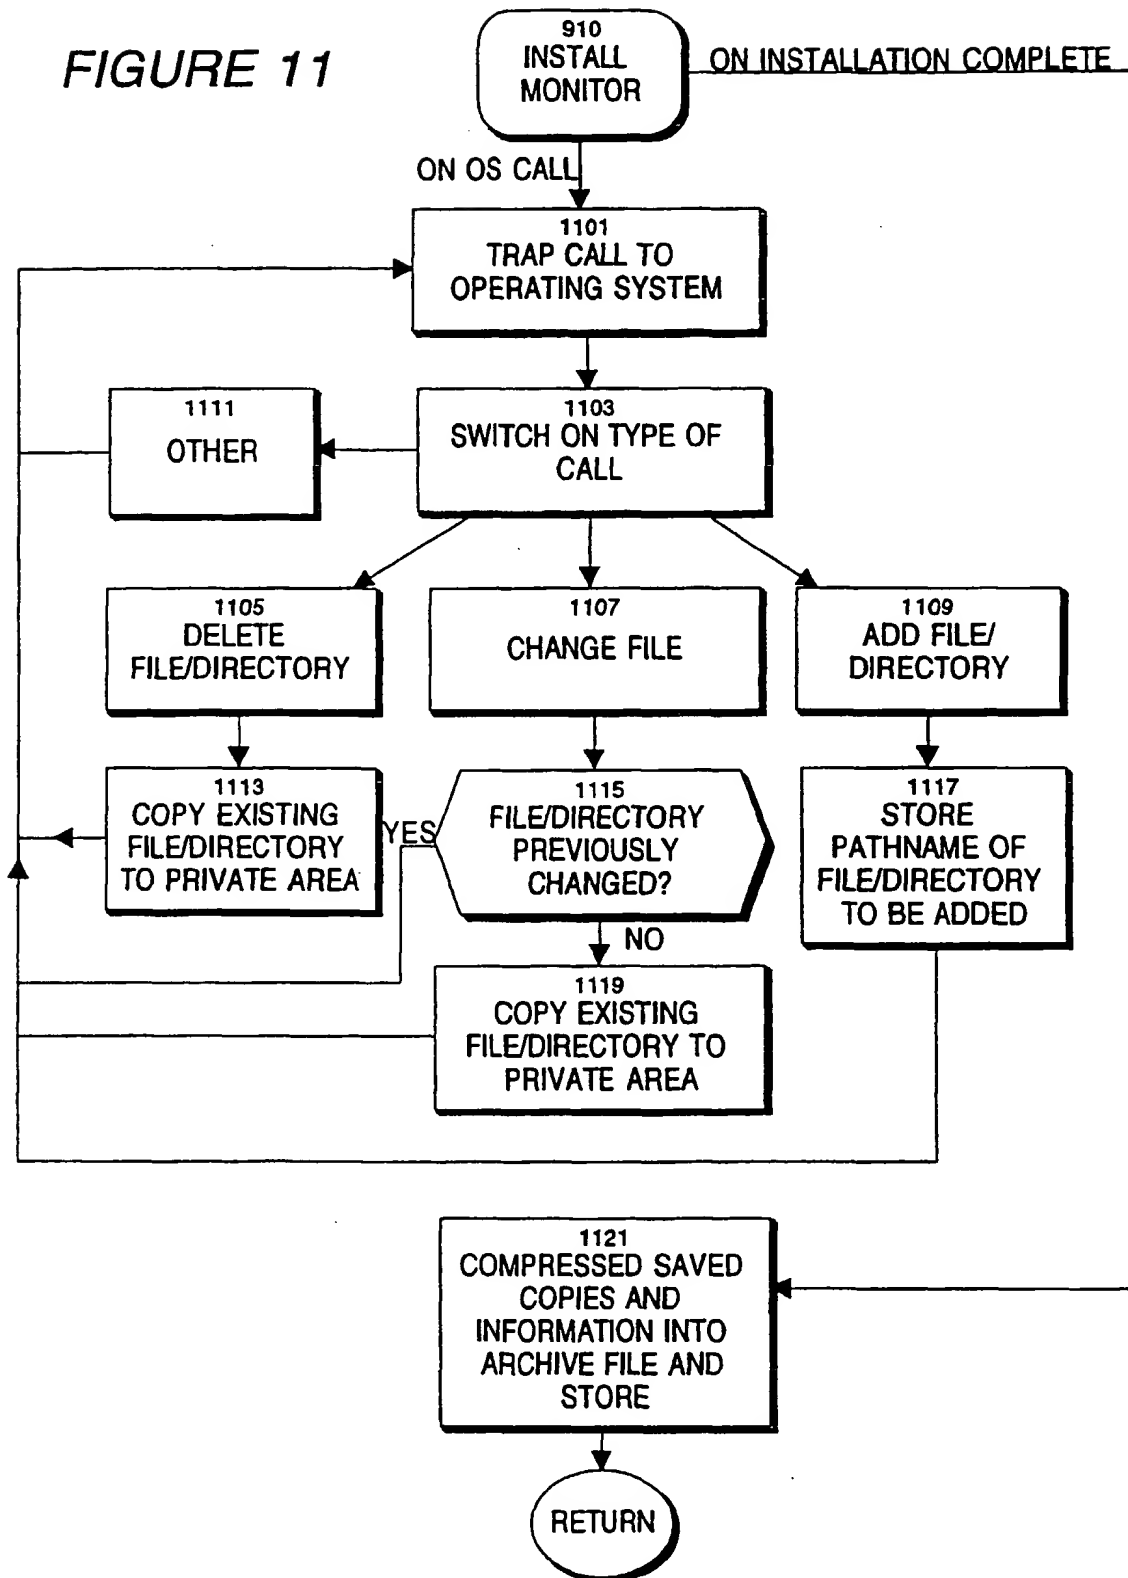 FIGURE 11
910
INSTALL
MONITOR
ON INSTALLATION COMPLETE
ON OS CALL
1101
TRAP CALL TO
OPERATING SYSTEM
1111
OTHER
1103
SWITCH ON TYPE OF
CALL
1105
DELETE
FILE/DIRECTORY
1107
CHANGE FILE
1109
ADD FILE/
DIRECTORY
1113
COPY EXISTING
FILE/DIRECTORY
TO PRIVATE AREA
YES
1115
FILE/DIRECTORY
PREVIOUSLY
CHANGED?
1117
STORE
PATHNAME OF
FILE/DIRECTORY
TO BE ADDED
NO
1119
COPY EXISTING
FILE/DIRECTORY TO
PRIVATE AREA
1121
COMPRESSED SAVED
COPIES AND
INFORMATION INTO
ARCHIVE FILE AND
STORE
RETURN